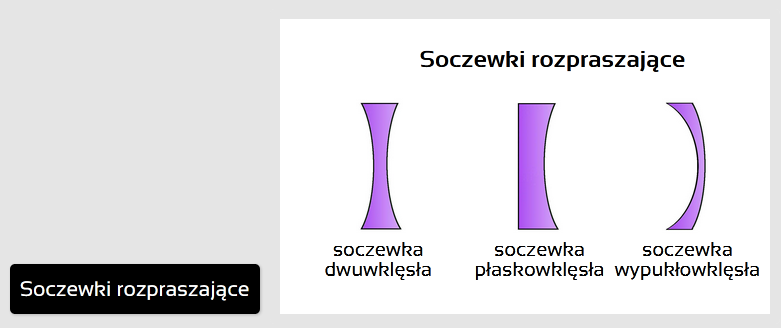 Soczewki rozpraszające
soczewka
dwuwklęsła
soczewka
płaskowklęsła
soczewka
wypukłowklęsła
Soczewki rozpraszające